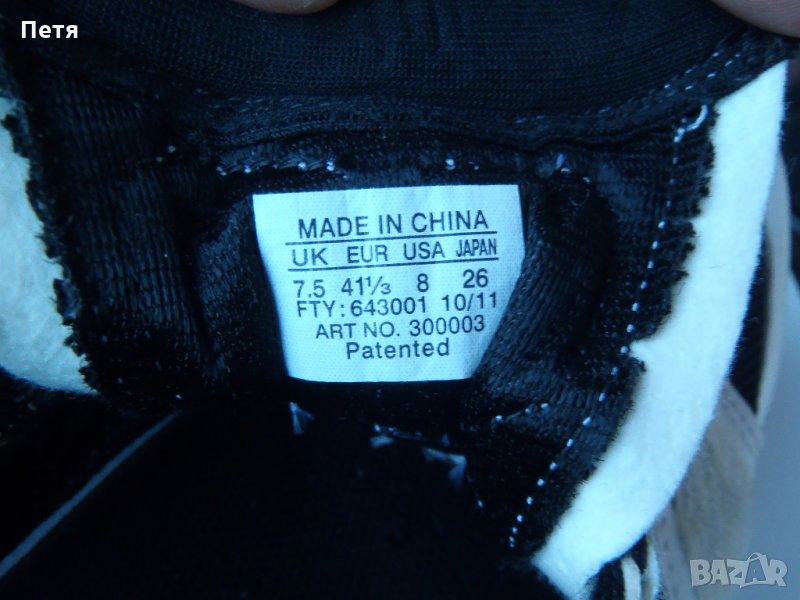 Петя
MADE IN CHINA
UK EUR USA JAPAN
7.5 41⅓ 8 26
FTY: 643001 10/11
ART NO. 300003
Patented
BAZAR